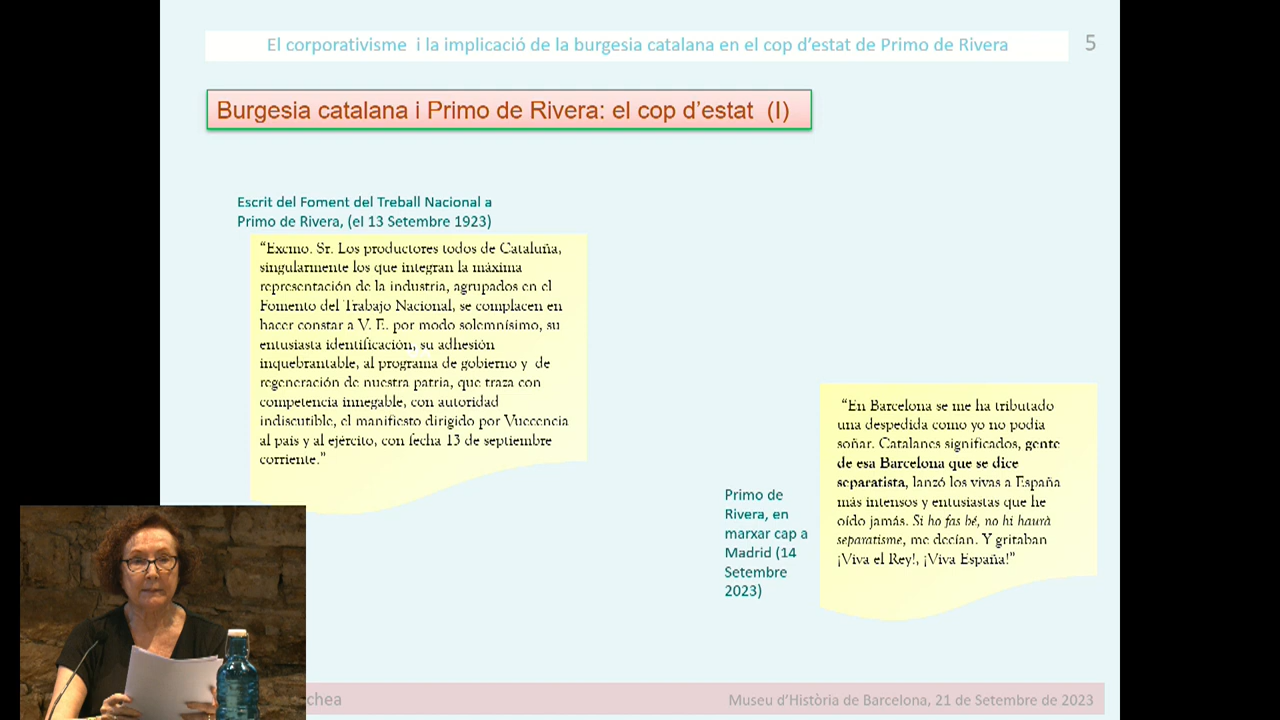 El corporativisme i la implicació de la burgesia catalana en el cop d'estat de Primo de Rivera
5
Burgesia catalana i Primo de Rivera: el cop d'estat (I)
Escrit del Foment del Treball Nacional a
Primo de Rivera, (el 13 Setembre 1923)
“Excmo. Sr. Los productores todos de Cataluña,
singularmente los que integran la máxima
representación de la industria, agrupados en el
Fomento del Trabajo Nacional, se complacen en
hacer constar a V. E. por modo solemnísimo, su
entusiasta identificación, su adhesión
inquebrantable, al programa de gobierno y de
regeneración de nuestra patria, que traza con
competencia innegable, con autoridad
indiscutible, el manifiesto dirigido por Vuecencia
al país y al ejército, con fecha 13 de septiembre
corriente.”
Primo de
Rivera, en
marxar cap a
Madrid (14
Setembre
2023)
“En Barcelona se me ha tributado
una despedida como yo no podía
soñar. Catalanes significados, gente
de esa Barcelona que se dice
separatista, lanzó los vivas a España
más intensos y entusiastas que he
oído jamás. Si ho fas bé, no hi haurà
separatisme, me decían. Y gritaban
¡Viva el Rey!, ¡Viva España!”
chea
Museu d'Història de Barcelona, 21 de Setembre de 2023